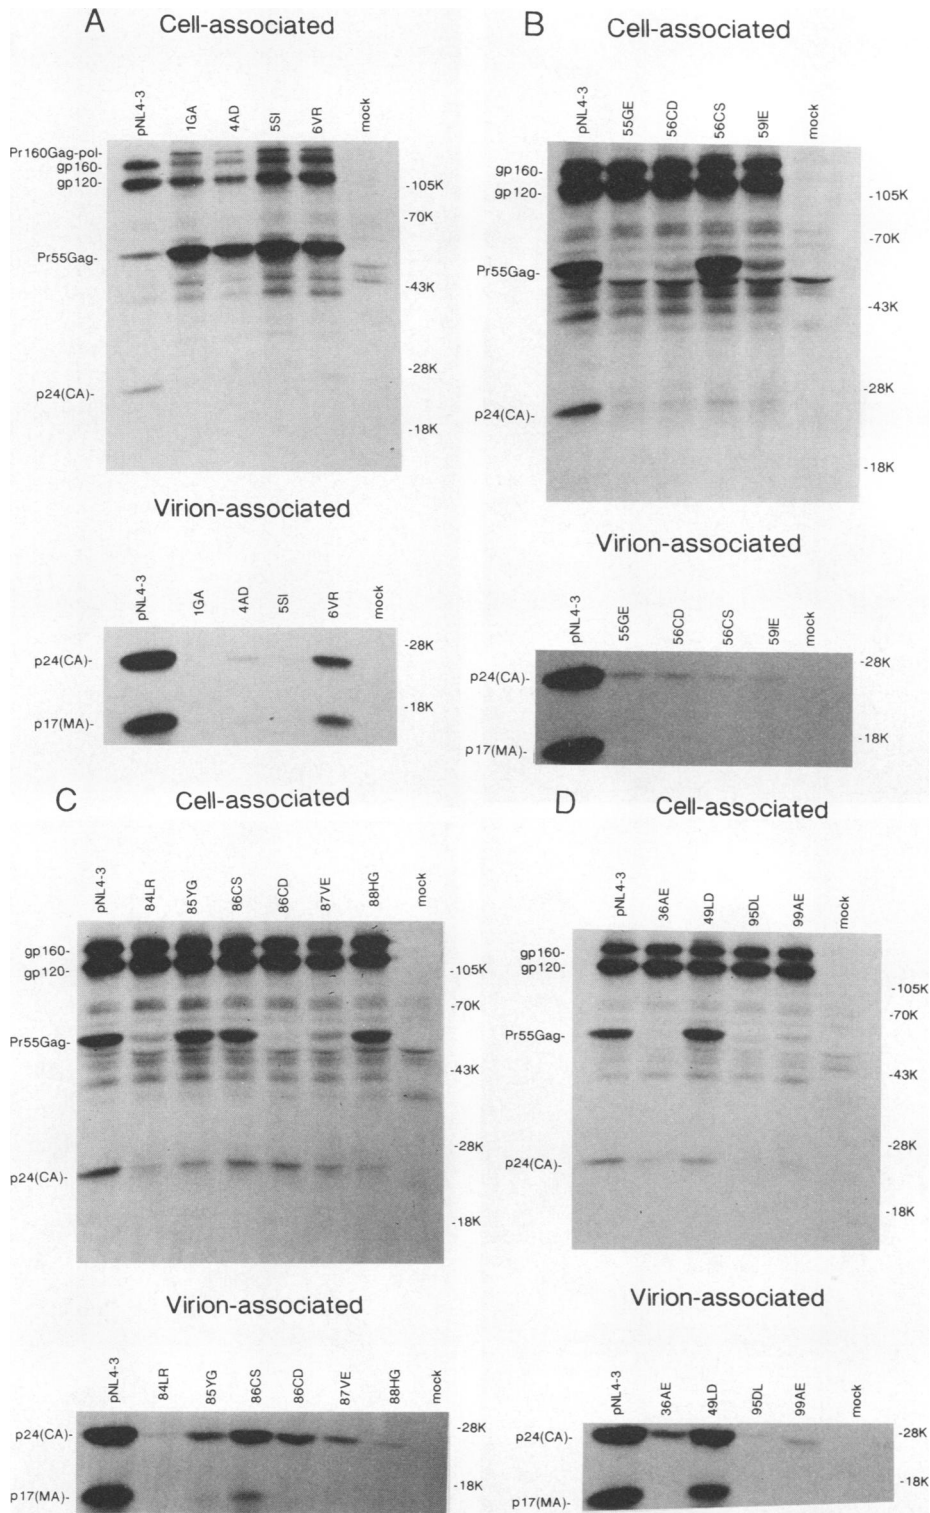 A
Cell-associated
pNL4-3
1GA
4AD
5SI
6VR
mock
Pr160Gag-pol-
gp160-
gp120-
-105K
-70K
Pr55Gag-
-43K
-28K
p24(CA)-
-18K
Virion-associated
pNL4-3
1GA
4AD
5SI
6VR
mock
-28K
p24(CA)-
-18K
p17(MA)-
B
Cell-associated
pNL4-3
55GE
56CD
56CS
59IE
mock
gp160-
gp120-
-105K
-70K
Pr55Gag-
-43K
-28K
p24(CA)-
-18K
Virion-associated
pNL4-3
55GE
56CD
56CS
59IE
mock
-28K
p24(CA)-
-18K
p17(MA)-
C
Cell-associated
pNL4-3
84LR
85YG
86CS
86CD
87VE
88HG
mock
gp160-
gp120-
-105K
-70K
Pr55Gag-
-43K
-28K
p24(CA)-
-18K
Virion-associated
pNL4-3
84LR
85YG
86CS
86CD
87VE
88HG
mock
-28K
p24(CA)-
-18K
p17(MA)-
D
Cell-associated
pNL4-3
36AE
49LD
95DL
99AE
mock
gp160-
gp120-
-105K
-70K
Pr55Gag-
-43K
-28K
p24(CA)-
-18K
Virion-associated
pNL4-3
36AE
49LD
95DL
99AE
mock
-28K
p24(CA)-
-18K
p17(MA)-